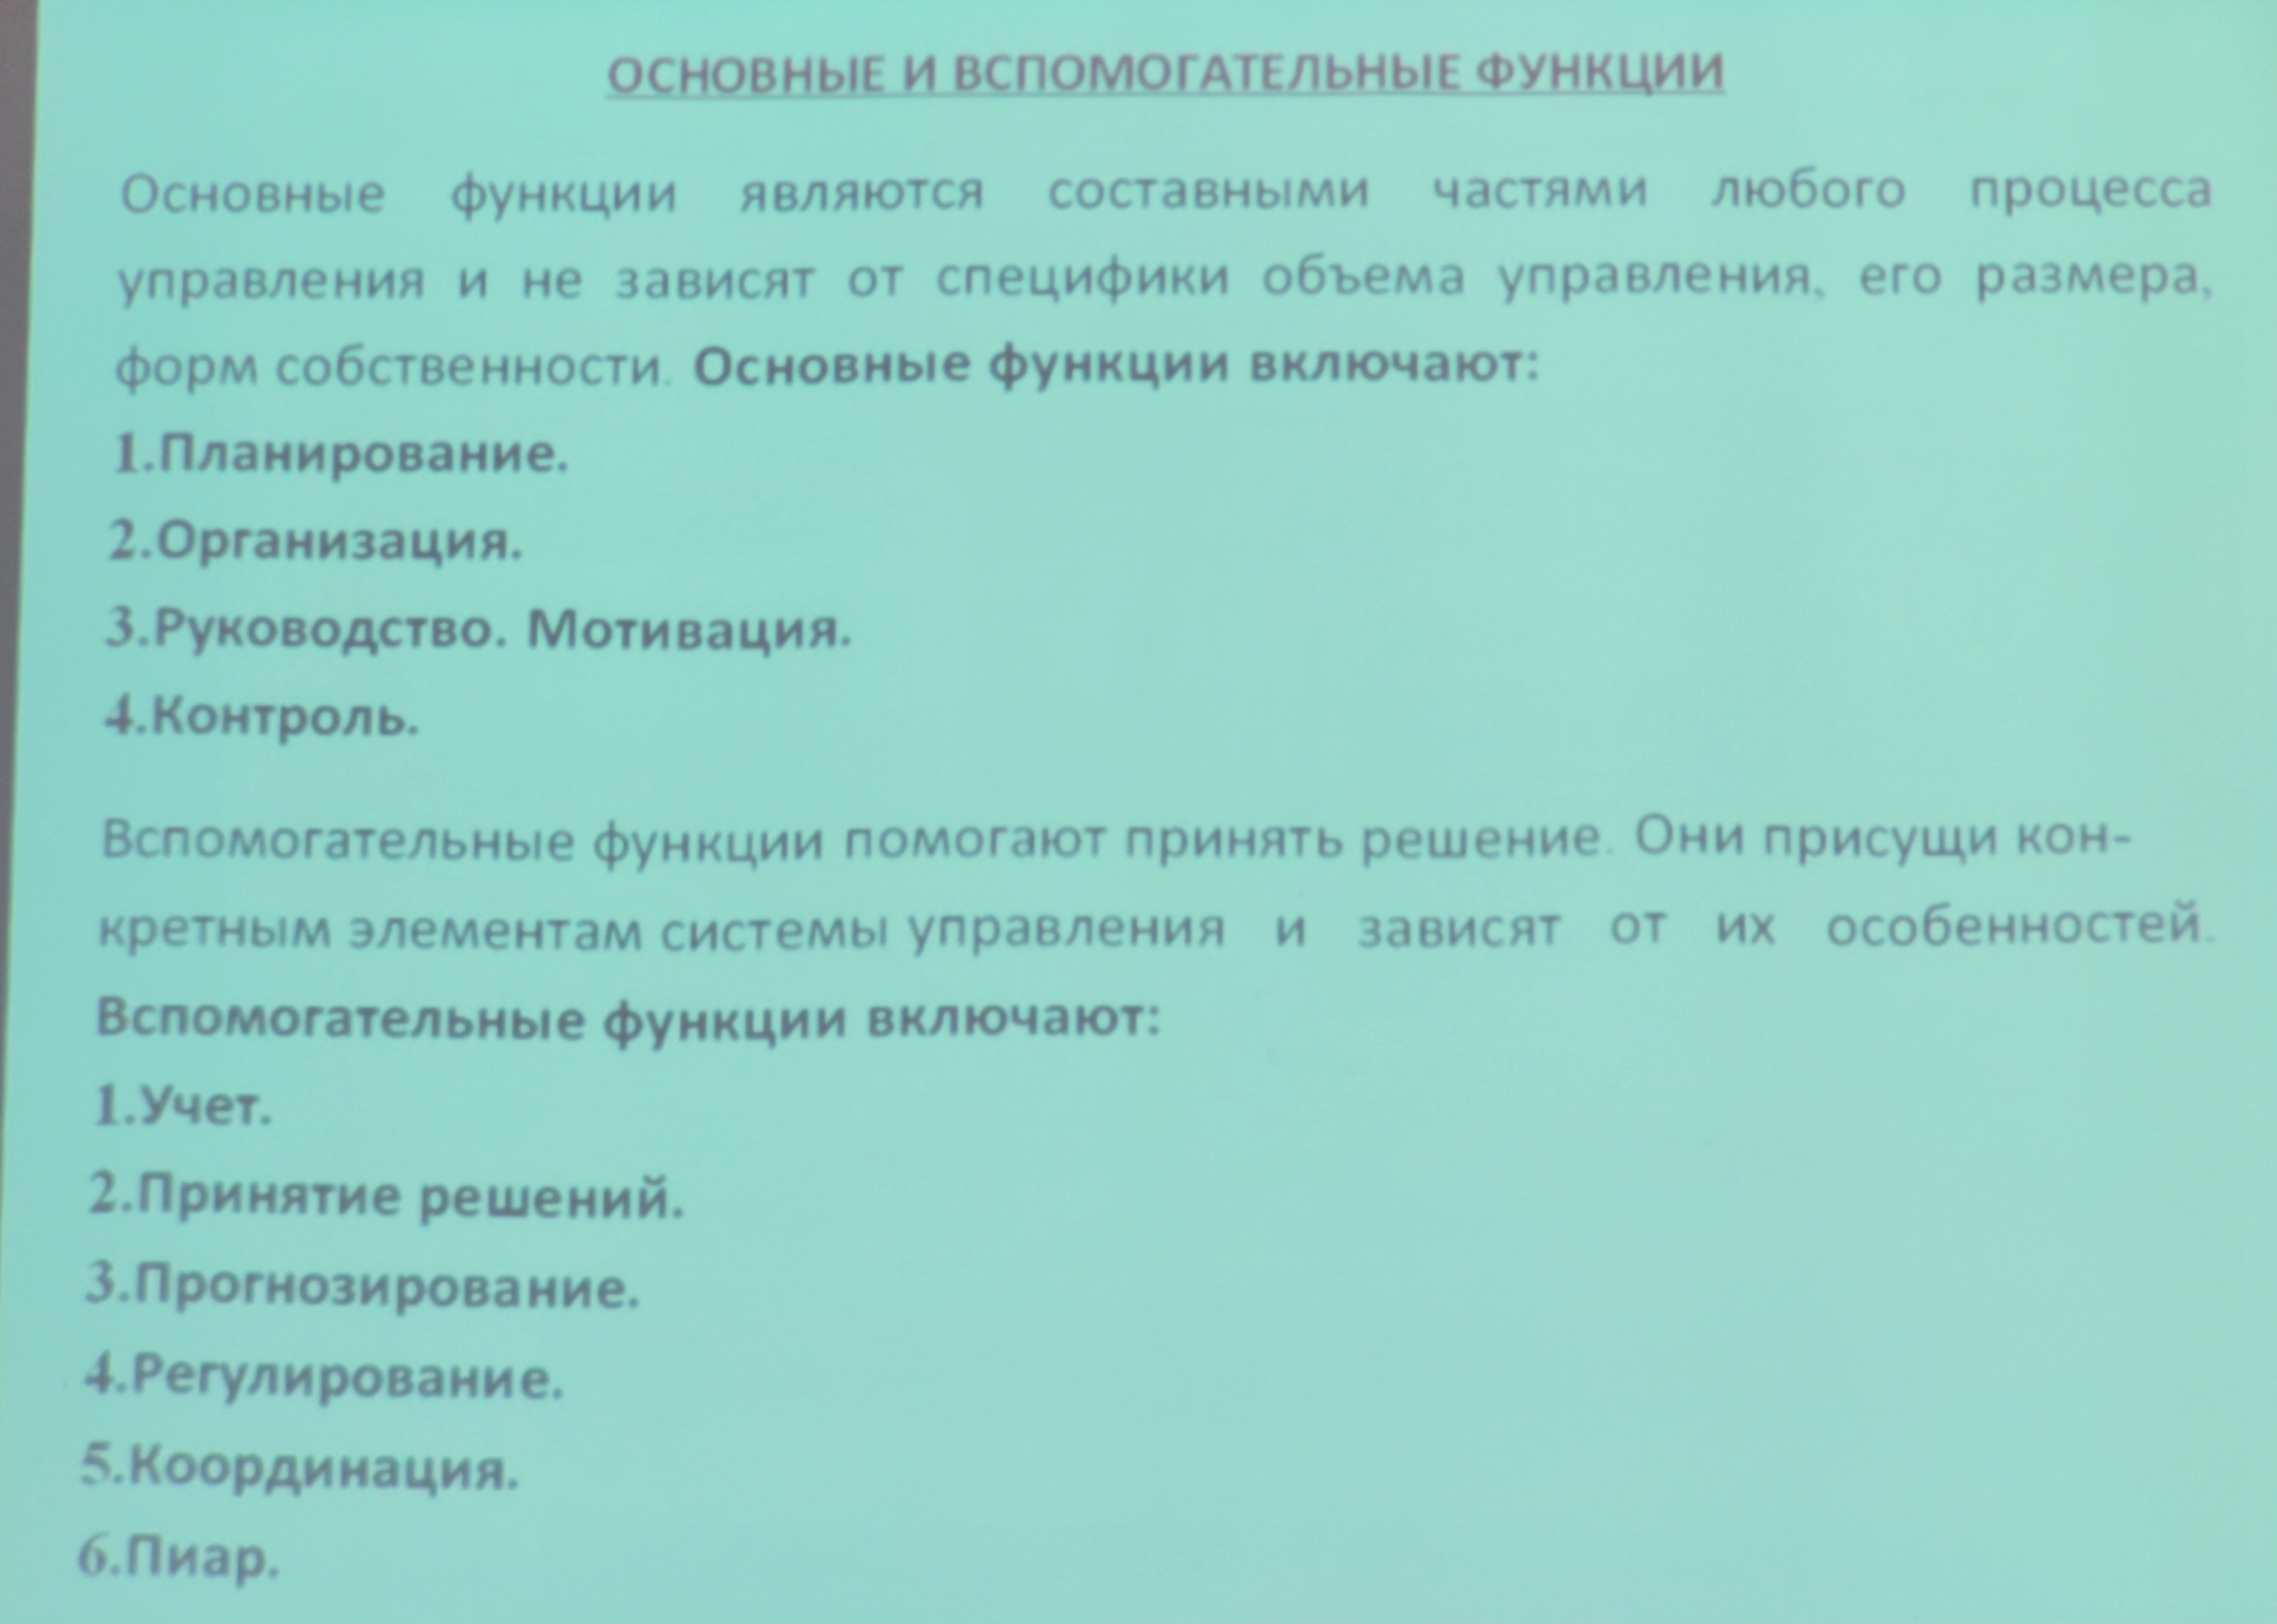 ОСНОВНЫЕ И ВСПОМОГАТЕЛЬНЫЕ ФУНКЦИИ
Основные функции являются составными частями любого процесса
управления и не зависят от специфики объема управления, его размера,
форм собственности. Основные функции включают:
1.Планирование.
2.Организация.
3.Руководство. Мотивация.
4.Контроль.
Вспомогательные функции помогают принять решение. Они присущи кон-
кретным элементам системы управления и зависят от их особенностей.
Вспомогательные функции включают:
1.Учет.
2.Принятие решений.
3.Прогнозирование.
4.Регулирование.
5.Координация.
6.Пиар.